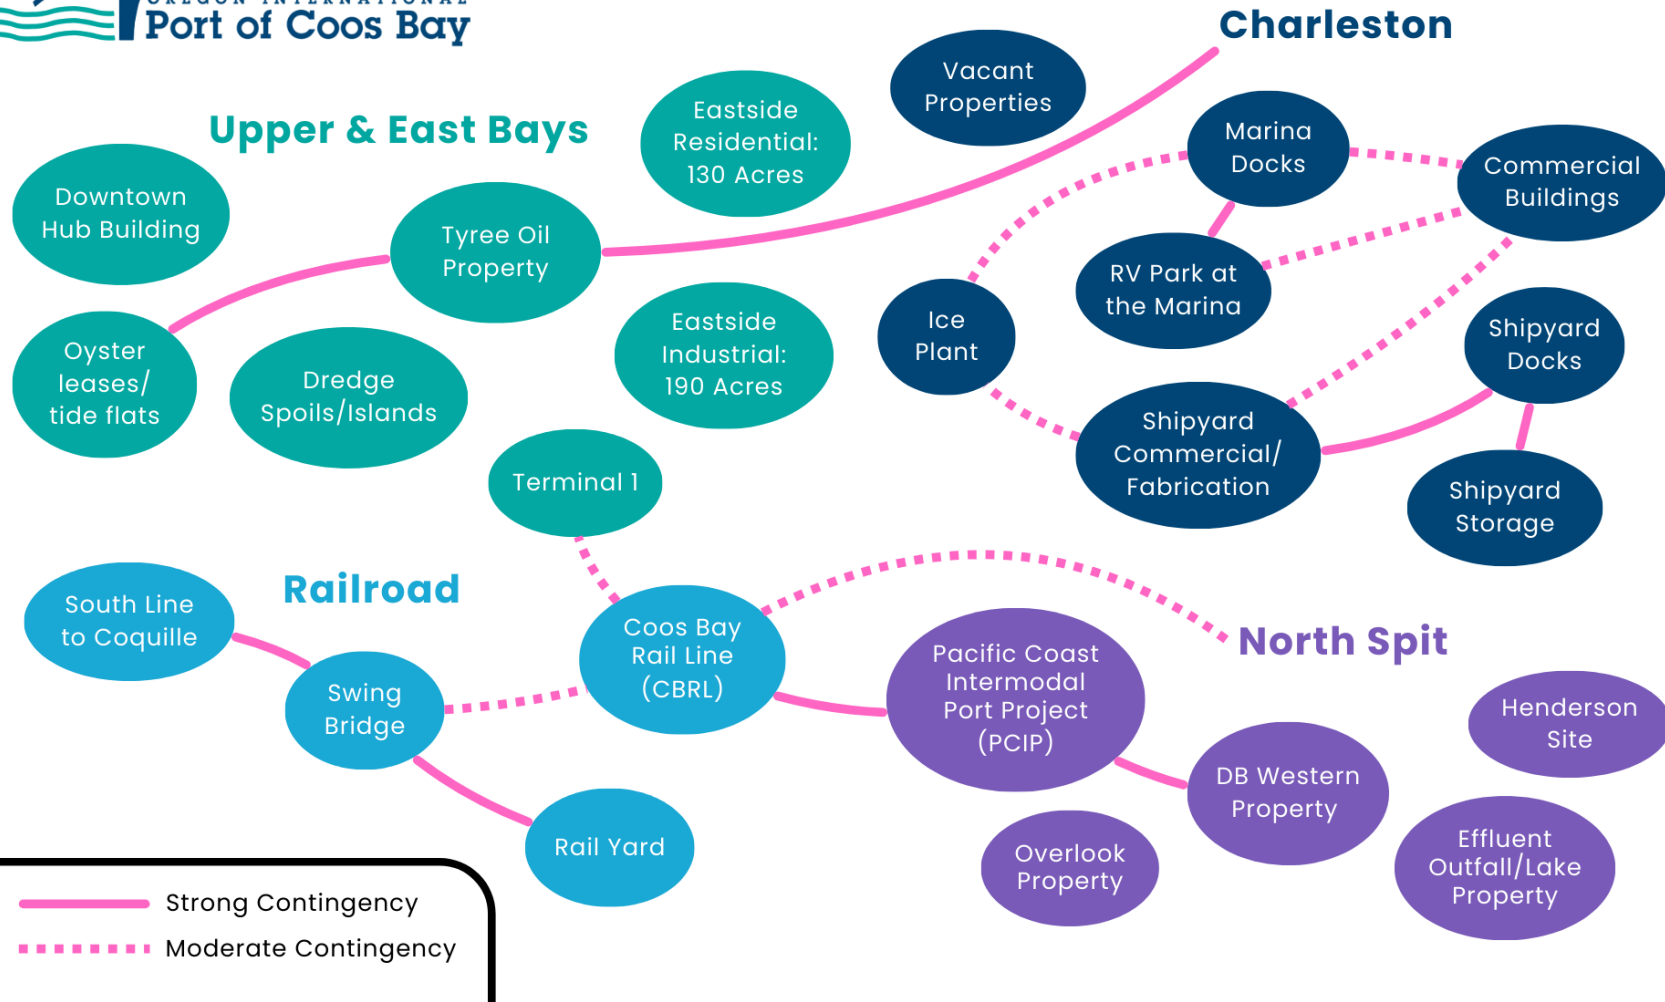 OREGON INTERNATIONAL
Port of Coos Bay
Charleston
Upper & East Bays
Vacant
Properties
Eastside
Residential:
130 Acres
Marina
Docks
Commercial
Buildings
Downtown
Hub Building
Tyree Oil
Property
RV Park at
the Marina
Ice
Plant
Shipyard
Docks
Oyster
leases/
tide flats
Dredge
Spoils/Islands
Eastside
Industrial:
190 Acres
Shipyard
Commercial/
Fabrication
Shipyard
Storage
Terminal 1
Railroad
South Line
to Coquille
Swing
Bridge
Coos Bay
Rail Line
(CBRL)
Rail Yard
North Spit
Pacific Coast
Intermodal
Port Project
(PCIP)
DB Western
Property
Henderson
Site
Overlook
Property
Effluent
Outfall/Lake
Property
Strong Contingency
Moderate Contingency